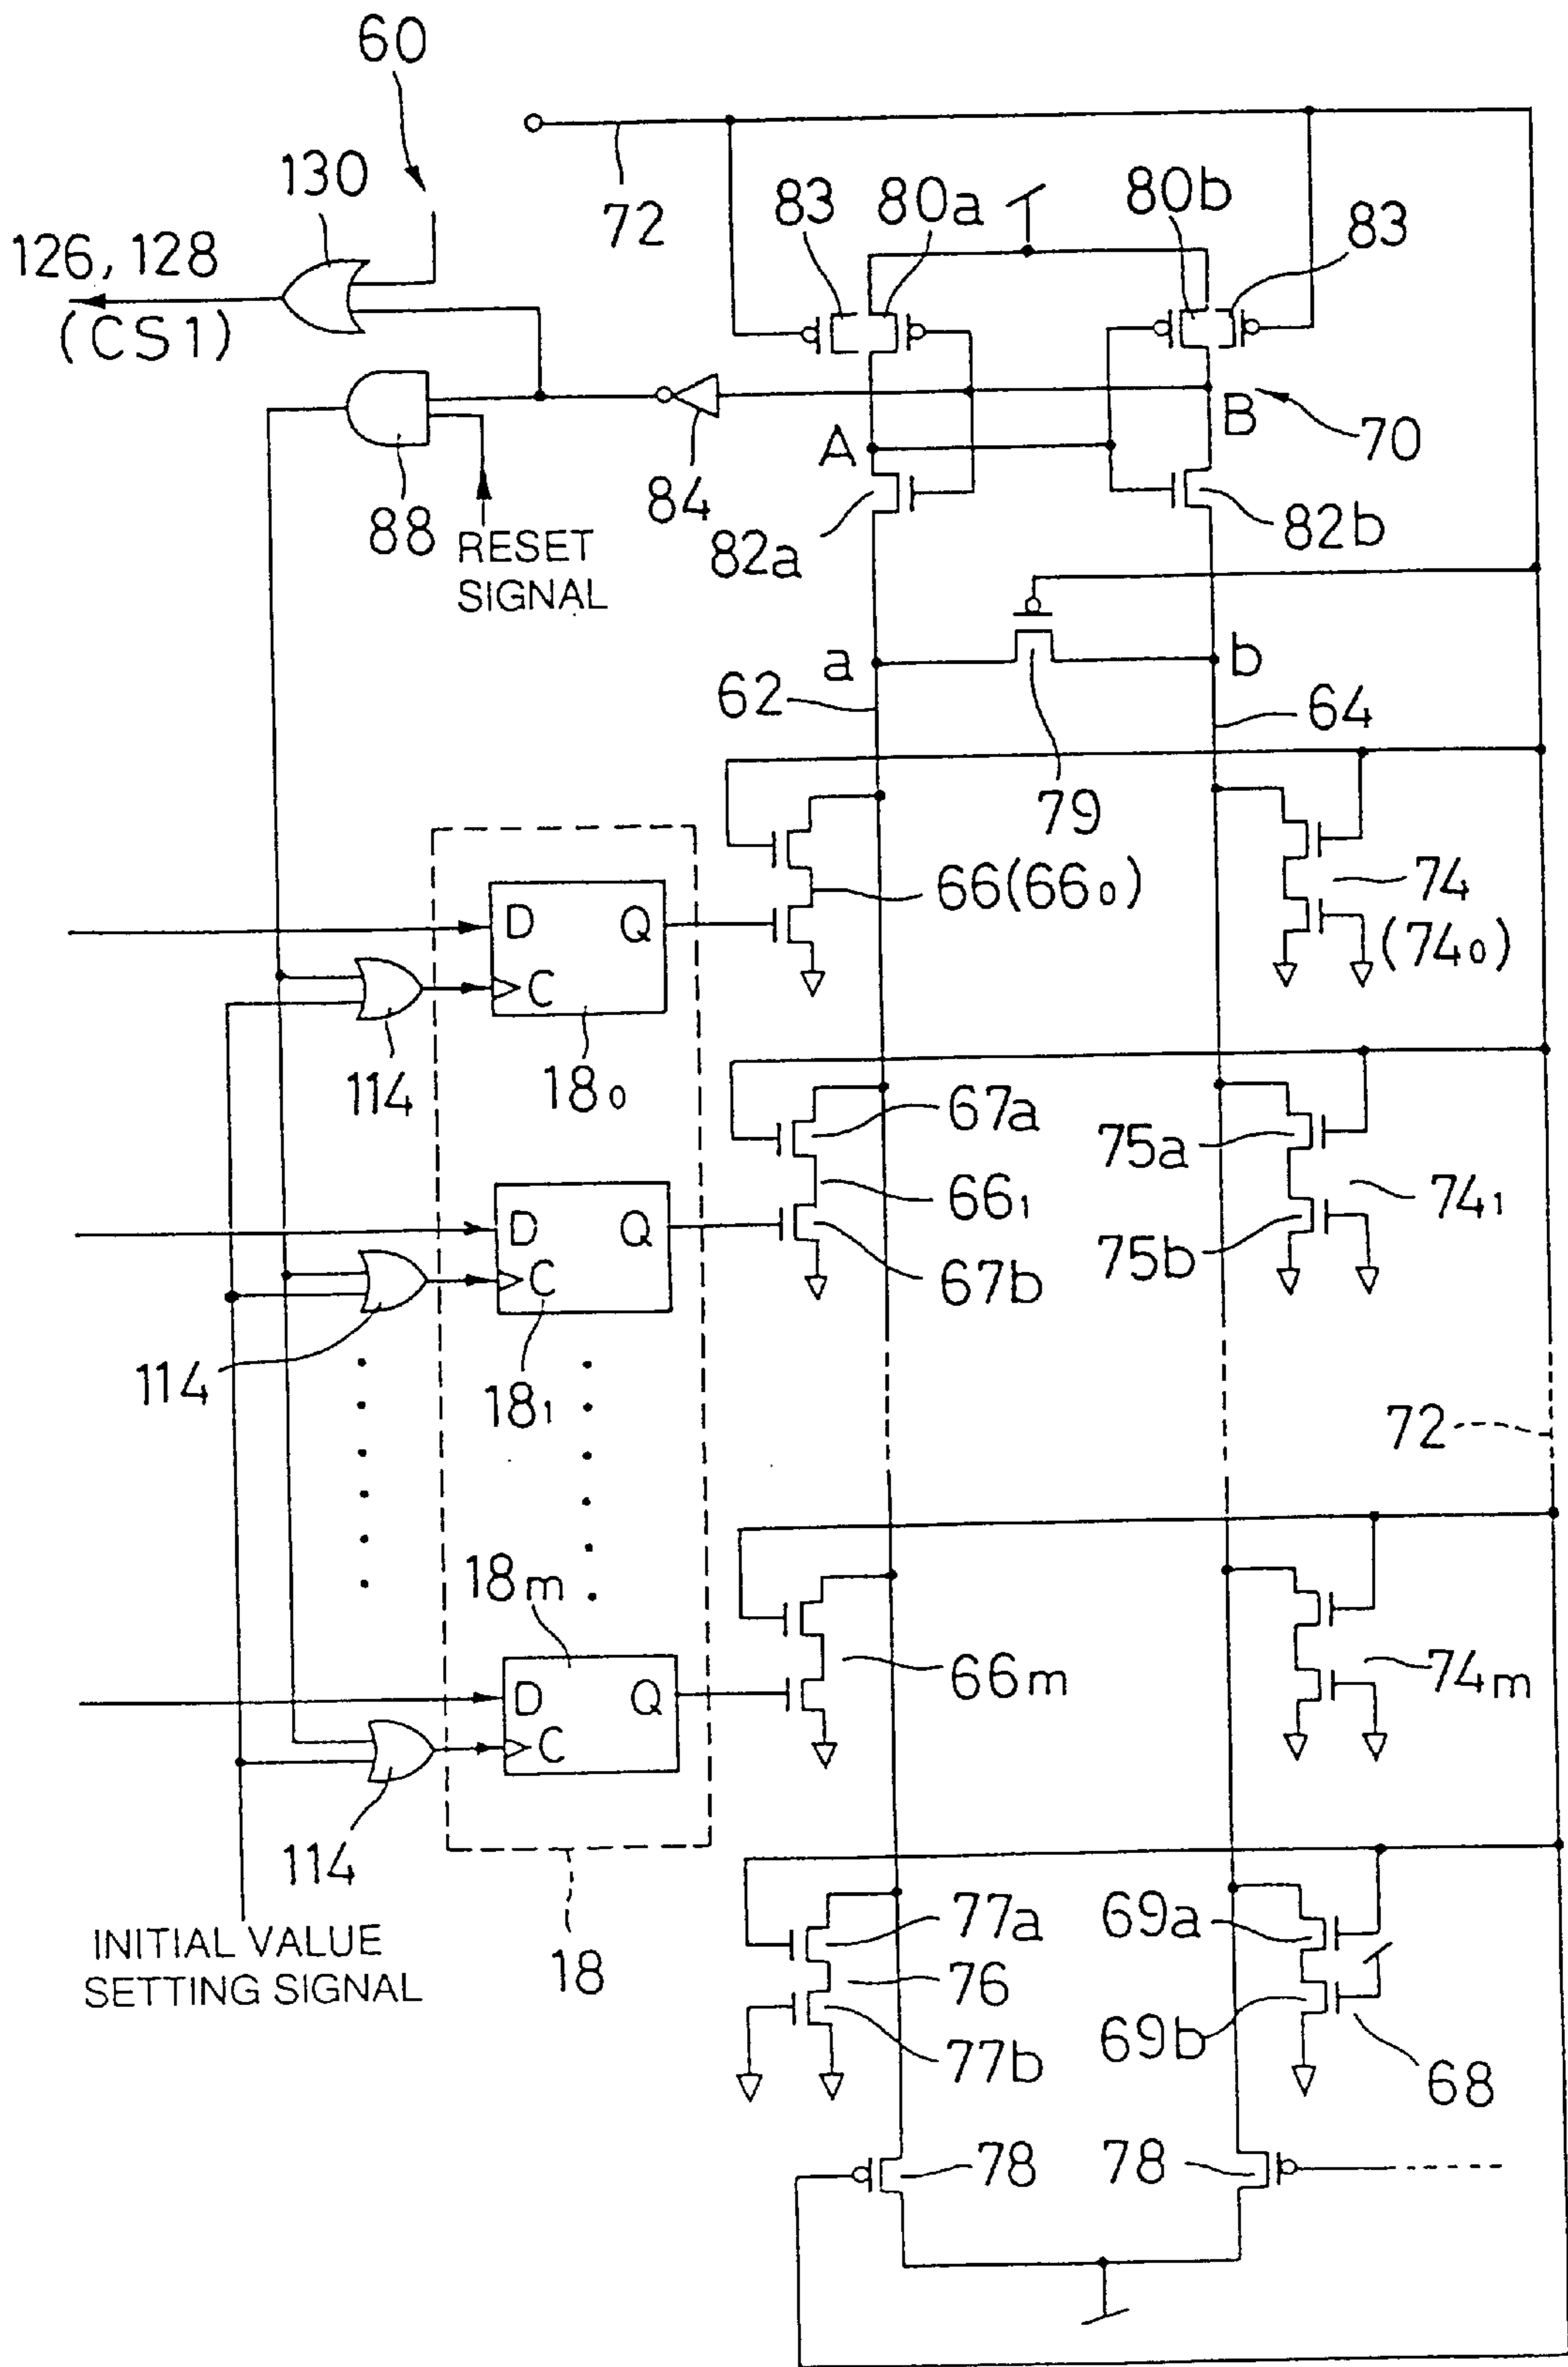 60
130
126, 128
(CS1)
72
83
80a
80b
83
A
B
70
84
88
RESET
SIGNAL
82a
82b
a
b
62
64
79
D
Q
C
66(66₀)
74
(74₀)
114
18₀
67a
75a
66₁
74₁
D
Q
C
67b
75b
114
18₁
72
18m
D
Q
C
66m
74m
114
77a
69a
INITIAL VALUE
SETTING SIGNAL
18
76
69b
77b
68
78
78